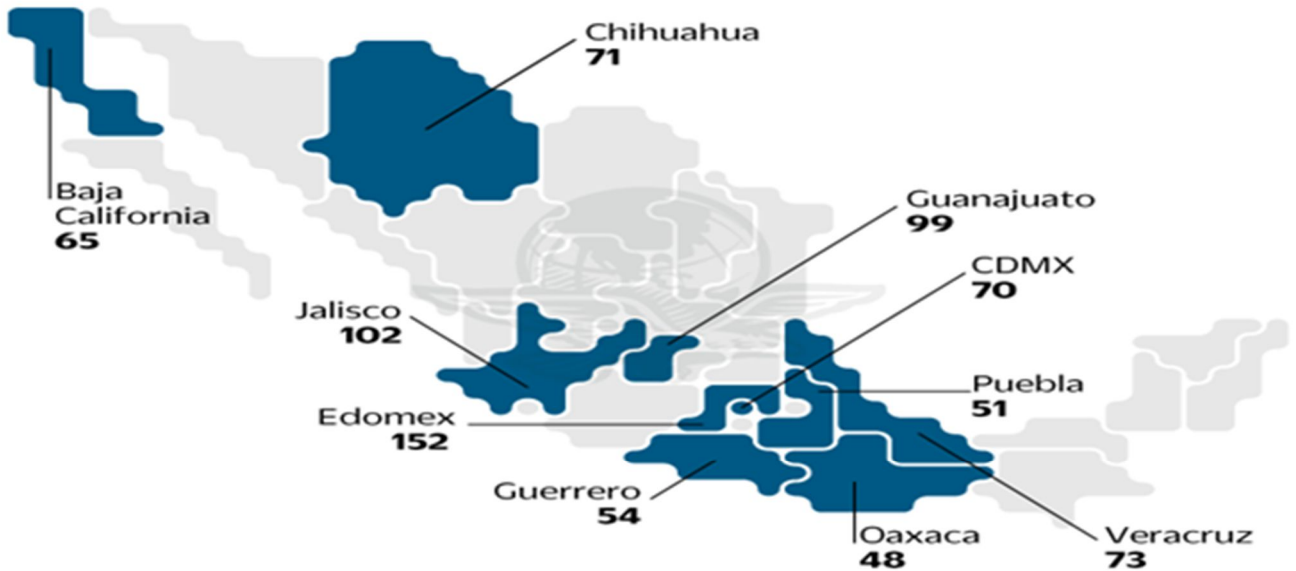 Chihuahua
71
Baja
California
65
Guanajuato
99
CDMX
70
Jalisco
102
Puebla
51
Edomex
152
Guerrero
54
Oaxaca
48
Veracruz
73